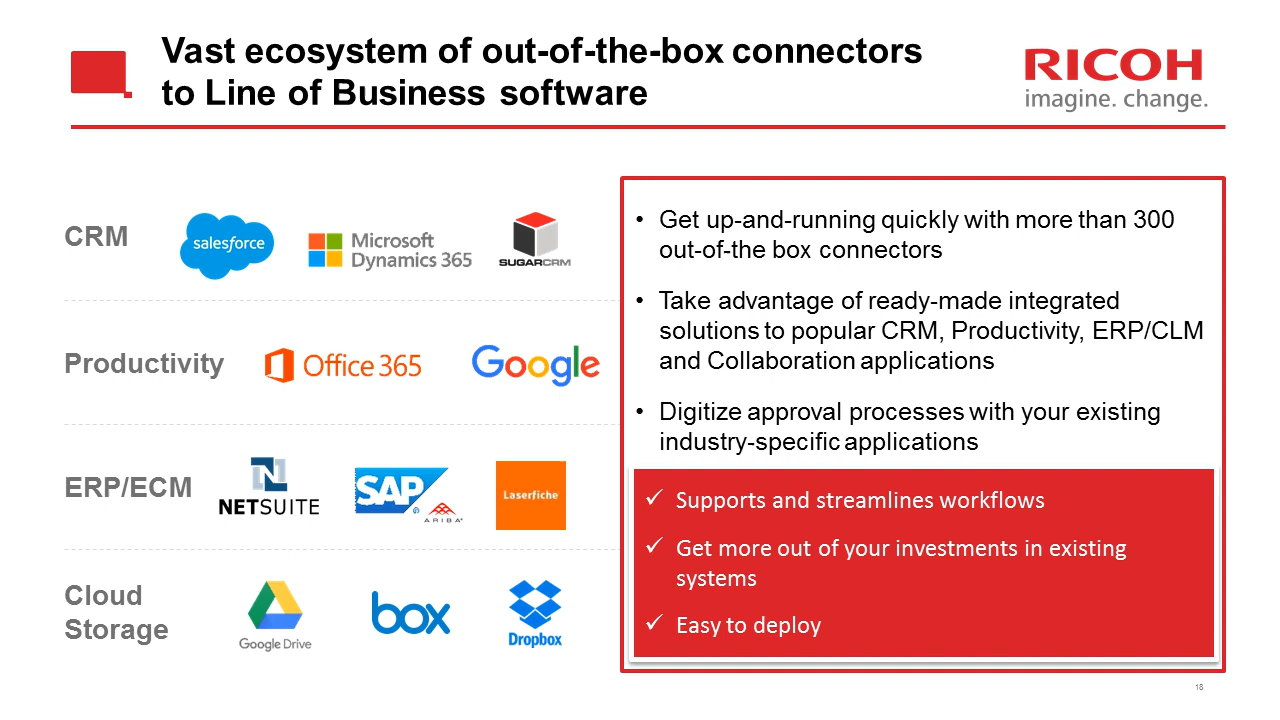 Vast ecosystem of out-of-the-box connectors
to Line of Business software
RICOH
imagine. change.
CRM
salesforce
Microsoft
Dynamics 365
SUGARCRM
Productivity
Office 365
Google
ERP/ECM
N
NETSUITE
SAP
ARIBA
Laserfiche
Cloud
Storage
Google Drive
box
Dropbox
• Get up-and-running quickly with more than 300
out-of-the box connectors
• Take advantage of ready-made integrated
solutions to popular CRM, Productivity, ERP/CLM
and Collaboration applications
• Digitize approval processes with your existing
industry-specific applications
✓ Supports and streamlines workflows
✓ Get more out of your investments in existing
systems
✓ Easy to deploy
18